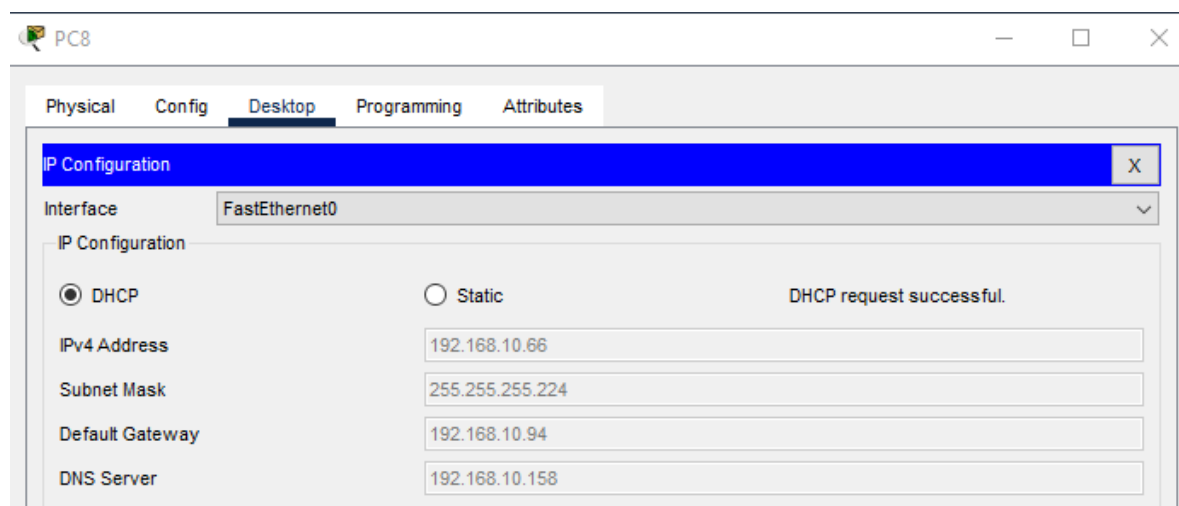 PC8
Physical Config Desktop Programming Attributes
IP Configuration X
Interface FastEthernet0
IP Configuration
DHCP Static DHCP request successful.
IPv4 Address 192.168.10.66
Subnet Mask 255.255.255.224
Default Gateway 192.168.10.94
DNS Server 192.168.10.158